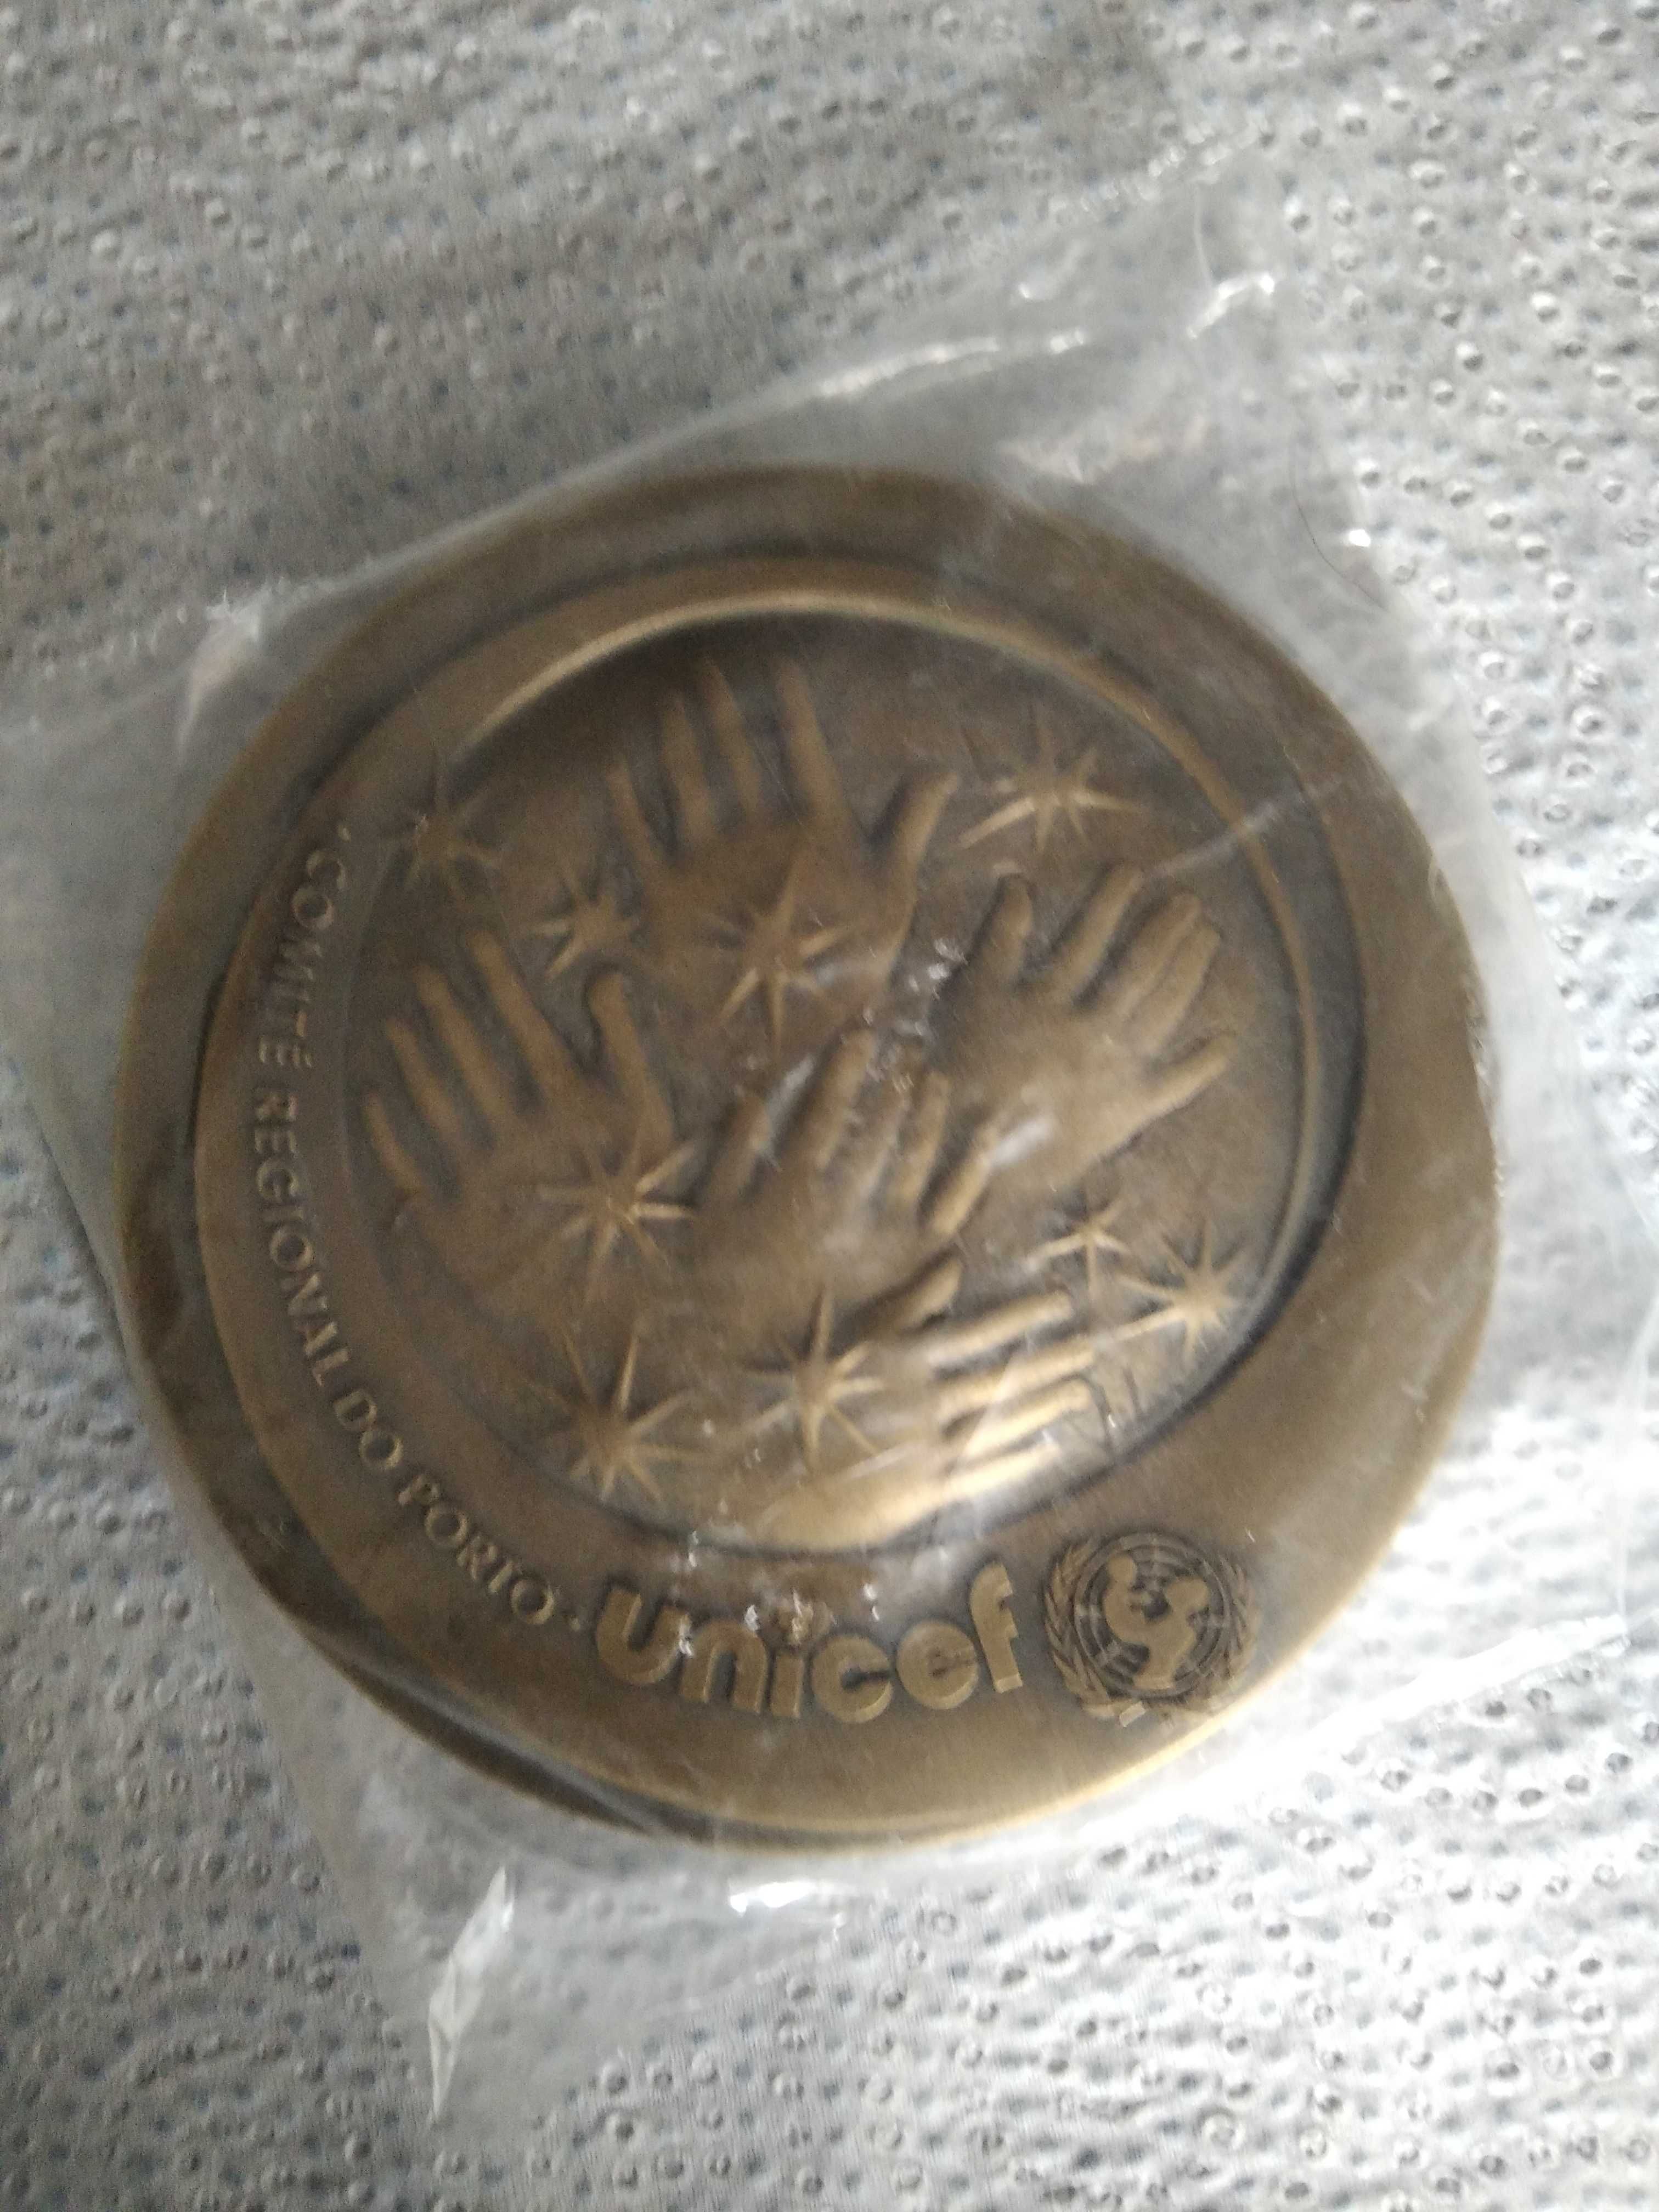 · COMITÉ REGIONAL DO PORTO ·
unicef